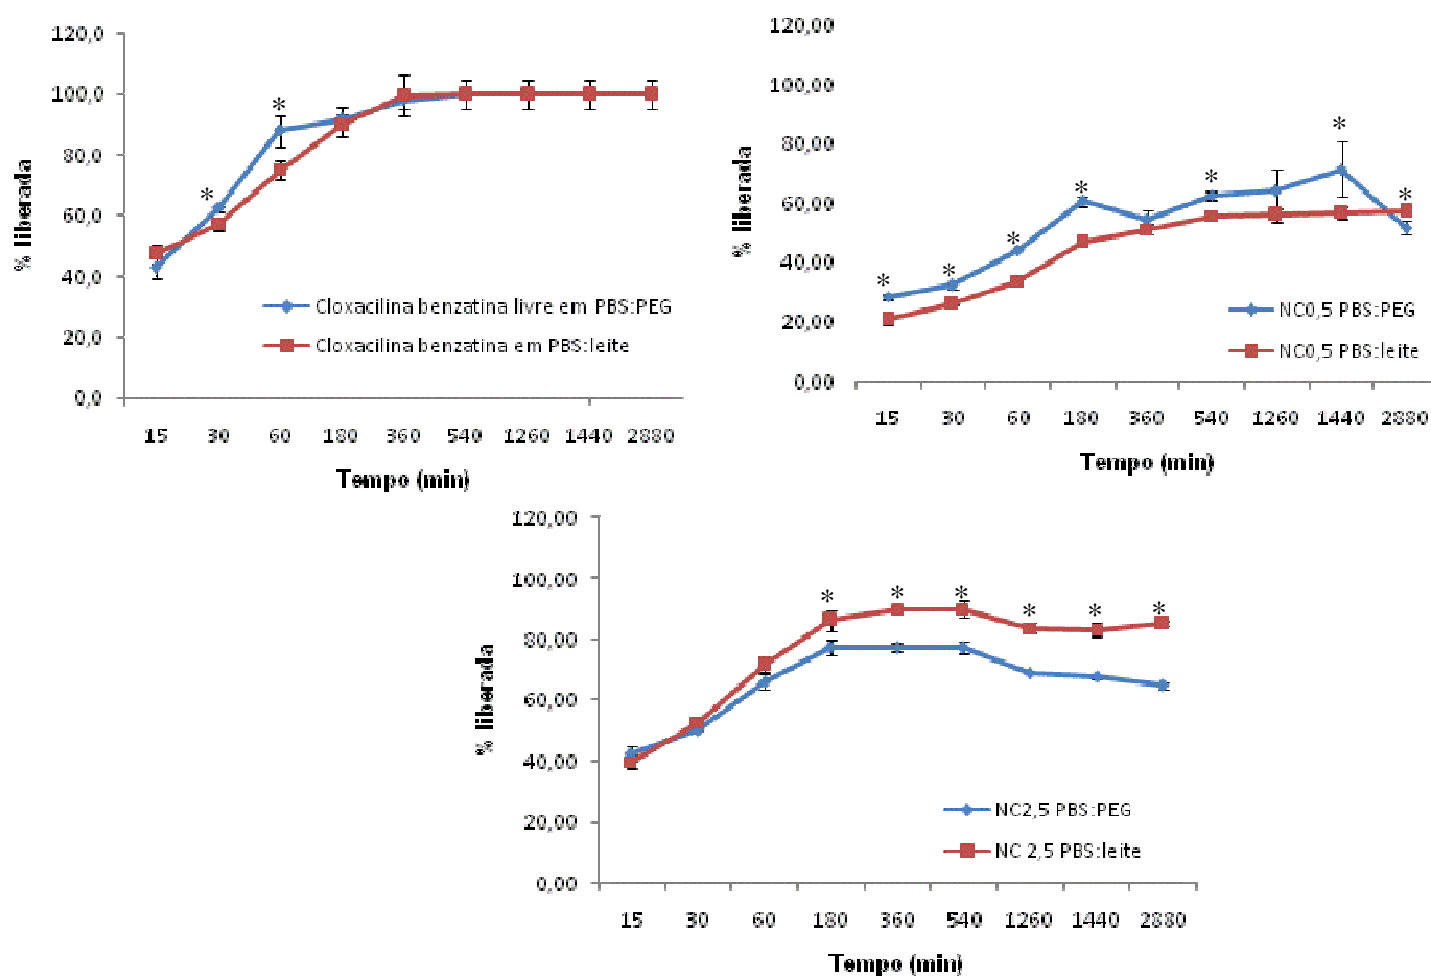 120,0
100,0
80,0
60,0
40,0
20,0
0,0
% liberada
*
*
Cloxacilina benzatina livre em PBS:PEG
Cloxacilina benzatina em PBS:leite
15 30 60 180 360 540 1260 1440 2880
Tempo (min)
120,00
100,00
80,00
60,00
40,00
20,00
0,00
% liberada
* * * * * * *
NC0,5 PBS:PEG
NC0,5 PBS:leite
15 30 60 180 360 540 1260 1440 2880
Tempo (min)
120,00
100,00
80,00
60,00
40,00
20,00
0,00
% liberada
* * * * * *
NC2,5 PBS:PEG
NC 2,5 PBS:leite
15 30 60 180 360 540 1260 1440 2880
Tempo (min)